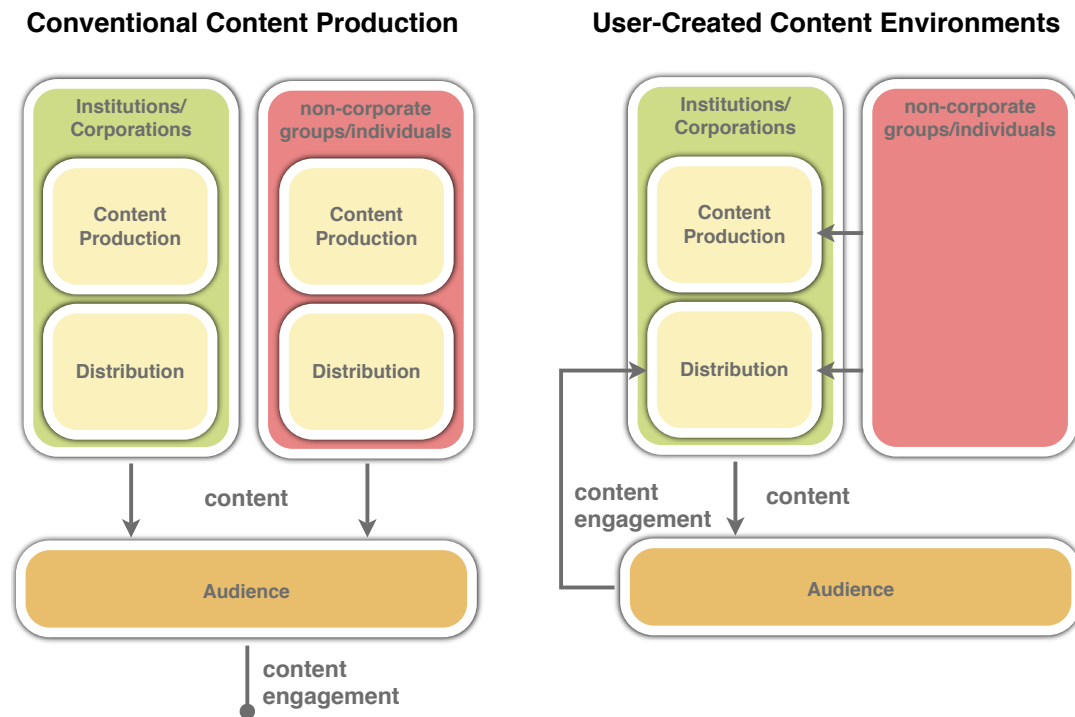 Conventional Content Production
Institutions/
Corporations
Content
Production
Distribution
non-corporate
groups/individuals
Content
Production
Distribution
content
Audience
content
engagement
User-Created Content Environments
Institutions/
Corporations
Content
Production
Distribution
non-corporate
groups/individuals
content
engagement
content
Audience